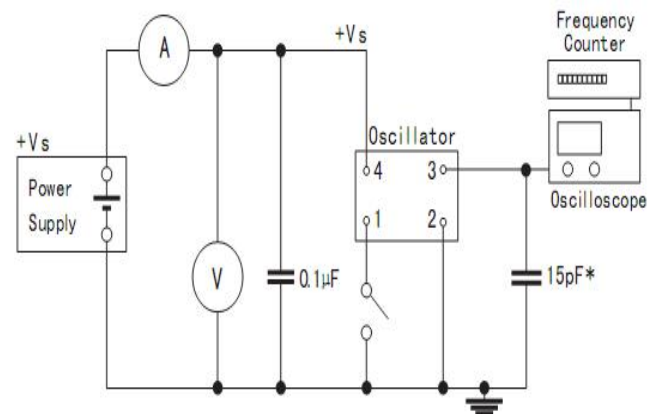 Frequency
Counter
A
+Vs
Oscillator
+Vs
4 3
Power
Supply
Oscilloscope
1 2
V
0.1μF
15pF*